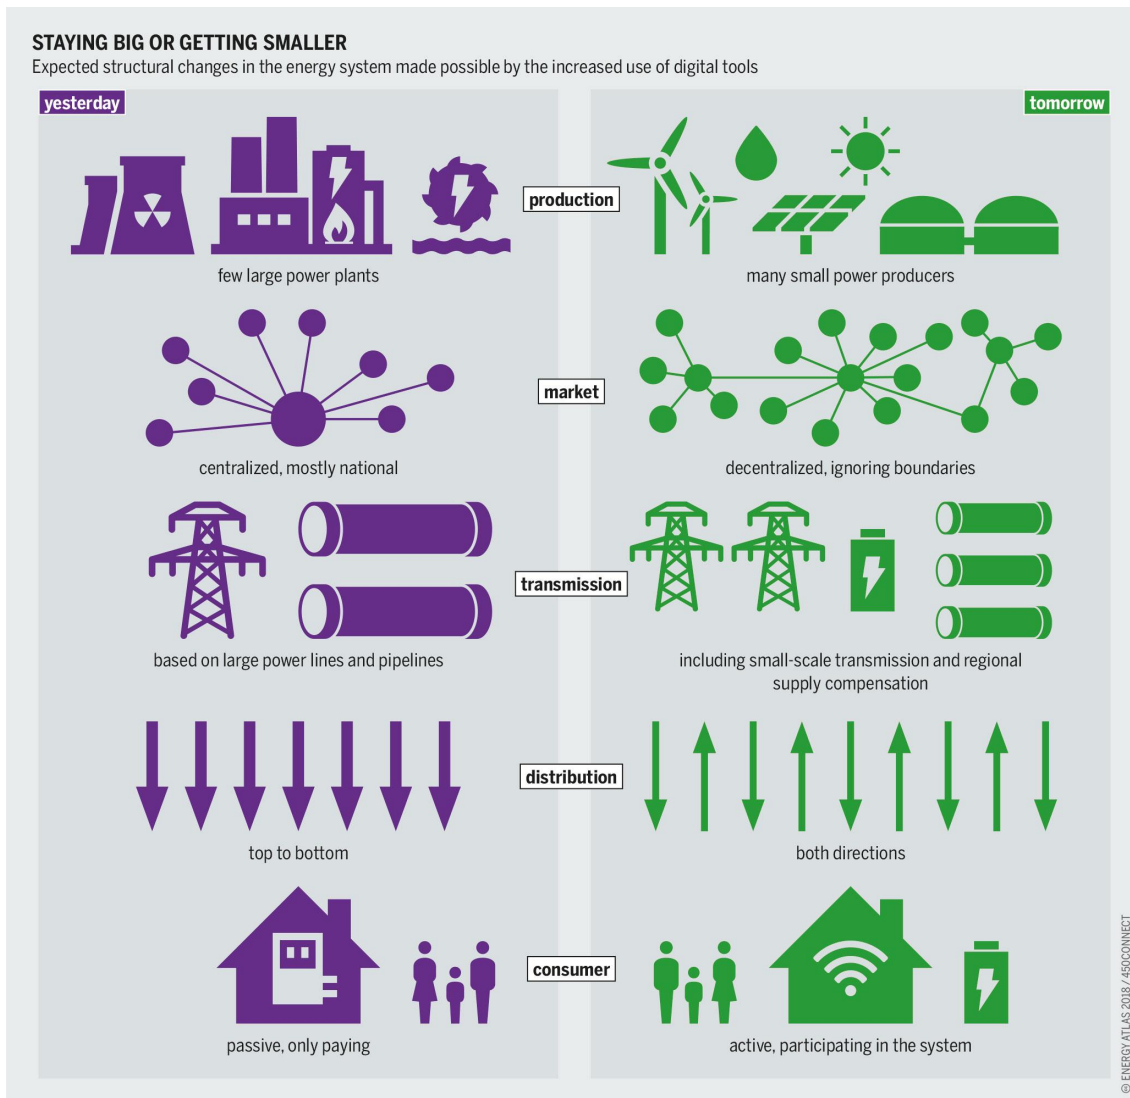 STAYING BIG OR GETTING SMALLER
Expected structural changes in the energy system made possible by the increased use of digital tools
yesterday
tomorrow
production
few large power plants
many small power producers
market
centralized, mostly national
decentralized, ignoring boundaries
transmission
based on large power lines and pipelines
including small-scale transmission and regional
supply compensation
distribution
top to bottom
both directions
consumer
passive, only paying
active, participating in the system
© ENERGY ATLAS 2018 / 450CONNECT